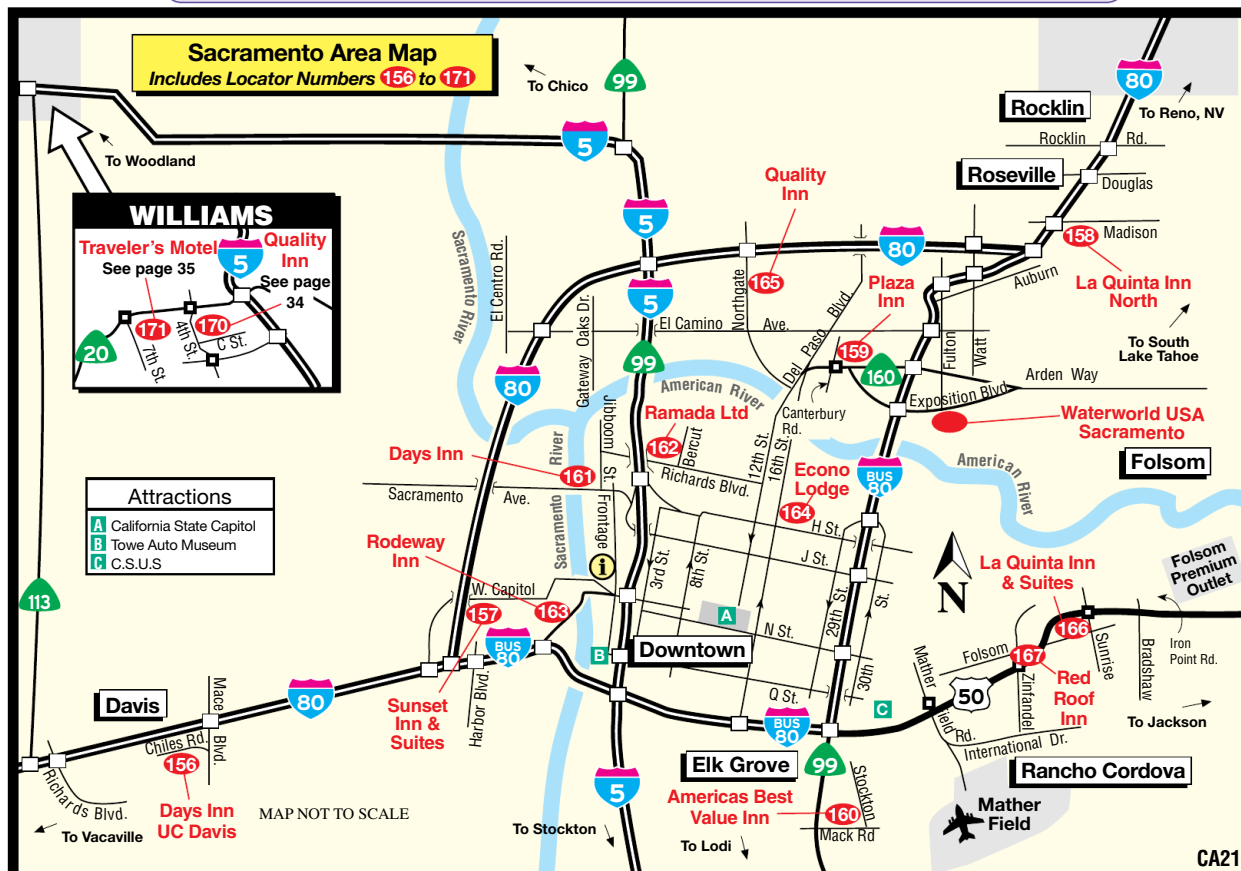 Sacramento Area Map
Includes Locator Numbers 156 to 171
To Chico
99
80
To Reno, NV
Rocklin
Rocklin Rd.
Roseville
Douglas
5
To Woodland
Quality
Inn
165
5
80
Madison
158
La Quinta Inn
North
WILLIAMS
Traveler's Motel
See page 35
5
Quality
Inn
See page
34
171
170
4th St.
C St.
7th St.
20
Sacramento River
El Centro Rd.
Gateway Oaks Dr.
5
El Camino Ave.
Northgate
Del Paso Blvd.
Plaza
Inn
159
Auburn
Fulton
Watt
To South
Lake Tahoe
99
80
160
Arden Way
Exposition Blvd.
American River
Canterbury
Rd.
Waterworld USA
Sacramento
Folsom
Ramada Ltd
162
Bercut
Jibboom St.
Days Inn
161
Sacramento Ave.
Richards Blvd.
12th St.
16th St.
Econo
Lodge
164
BUS
80
American River
Attractions
A California State Capitol
B Towe Auto Museum
C C.S.U.S
Sacramento River
Frontage
H St.
J St.
3rd St.
8th St.
Rodeway
Inn
i
W. Capitol
157
163
A
N St.
29th St.
30th St.
N
La Quinta Inn
& Suites
166
Folsom
Premium
Outlet
113
BUS
80
B
Downtown
Q St.
Mather Field Rd.
Folsom
167
Red
Roof
Inn
Zinfandel
Sunrise
Bradshaw
Iron
Point Rd.
50
To Jackson
Davis
80
Mace Blvd.
Chiles Rd.
156
Days Inn
UC Davis
Richards Blvd.
To Vacaville
MAP NOT TO SCALE
Sunset
Inn &
Suites
Harbor Blvd.
BUS
80
C
International Dr.
Rancho Cordova
Elk Grove
99
5
Americas Best
Value Inn
160
Stockton
Mack Rd
Mather
Field
To Stockton
To Lodi
CA21